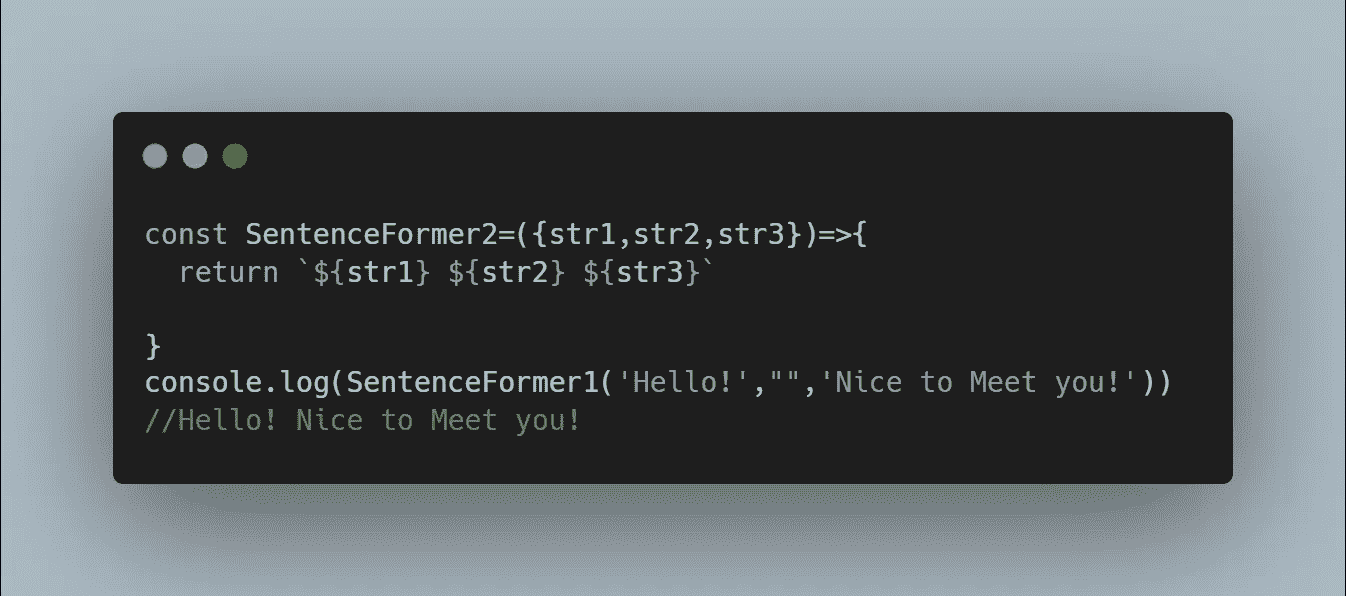 const SentenceFormer2=({str1,str2,str3})=>{
  return `${str1} ${str2} ${str3}`
}
console.log(SentenceFormer1('Hello!',"",'Nice to Meet you!'))
//Hello! Nice to Meet you!